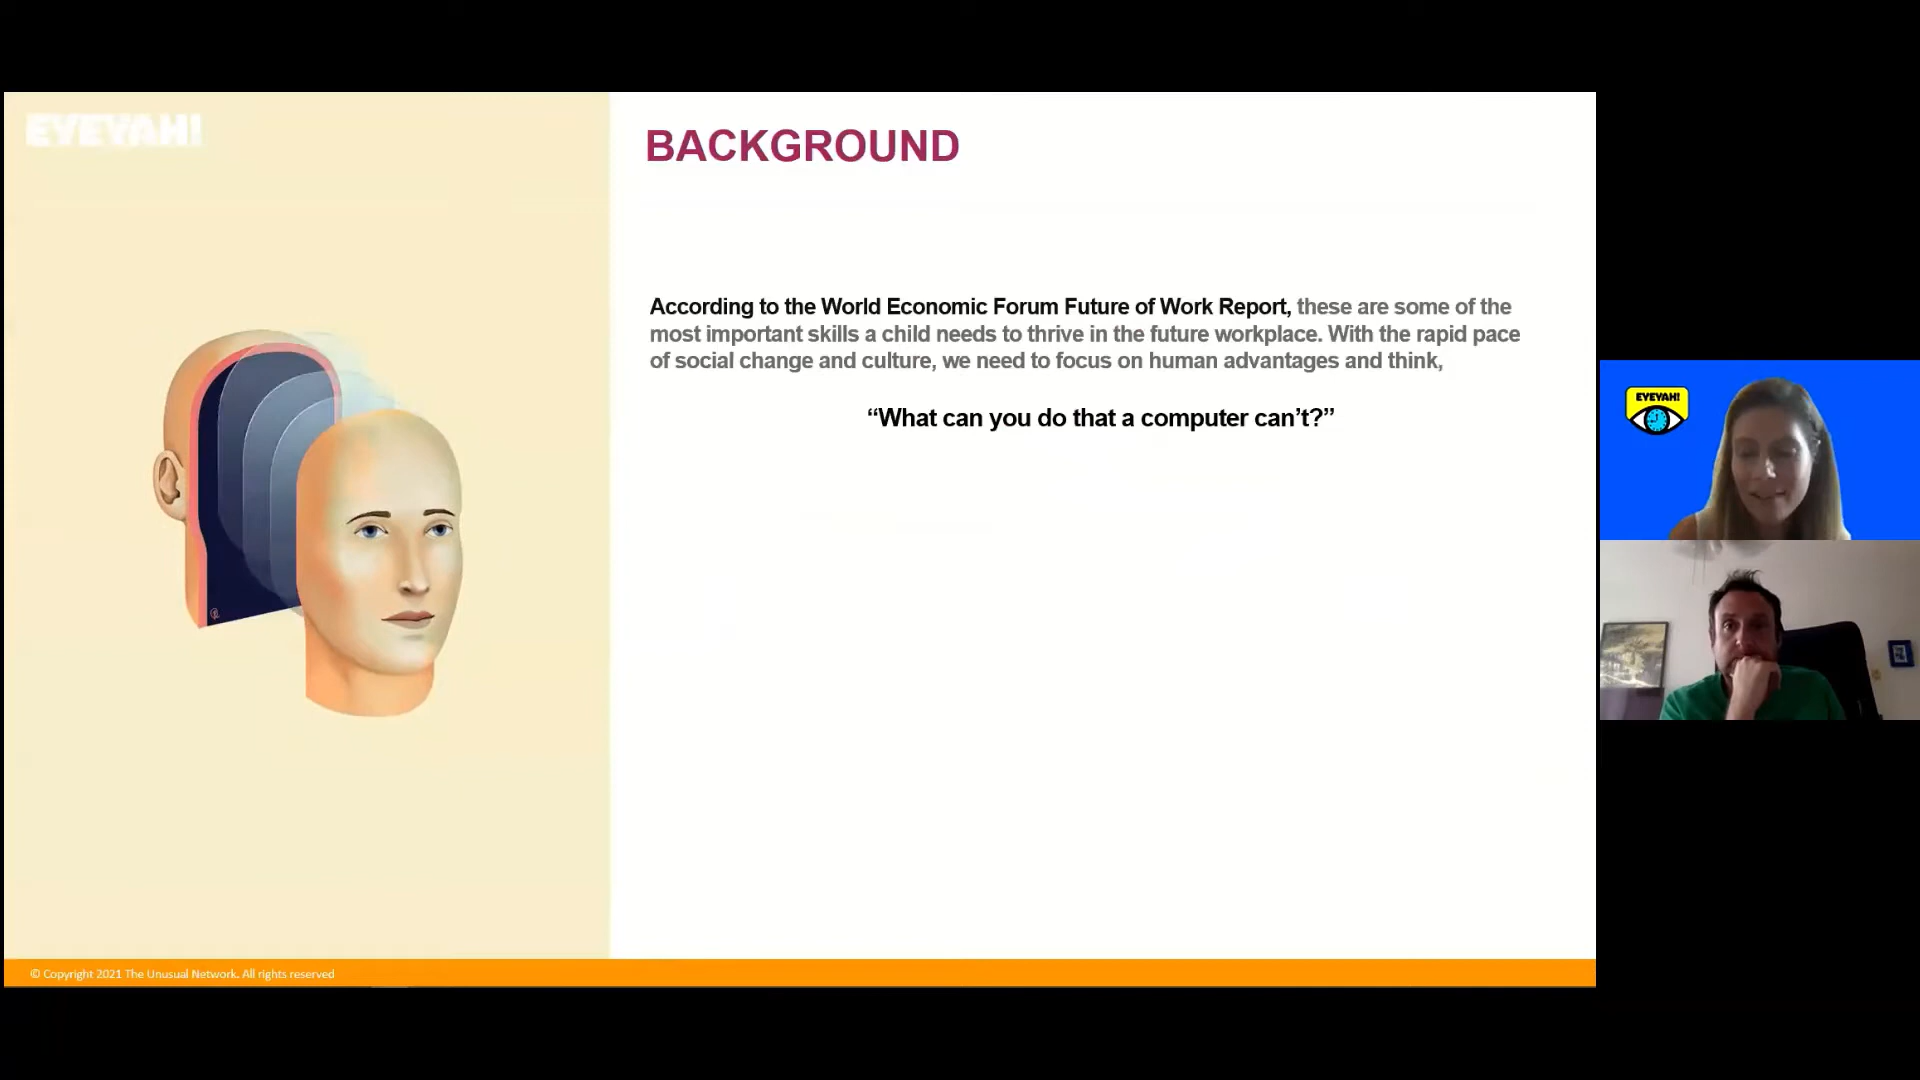 EYEYAH!
BACKGROUND
According to the World Economic Forum Future of Work Report, these are some of the
most important skills a child needs to thrive in the future workplace. With the rapid pace
of social change and culture, we need to focus on human advantages and think,
“What can you do that a computer can’t?”
EYEYAH!
© Copyright 2021 The Unusual Network. All rights reserved